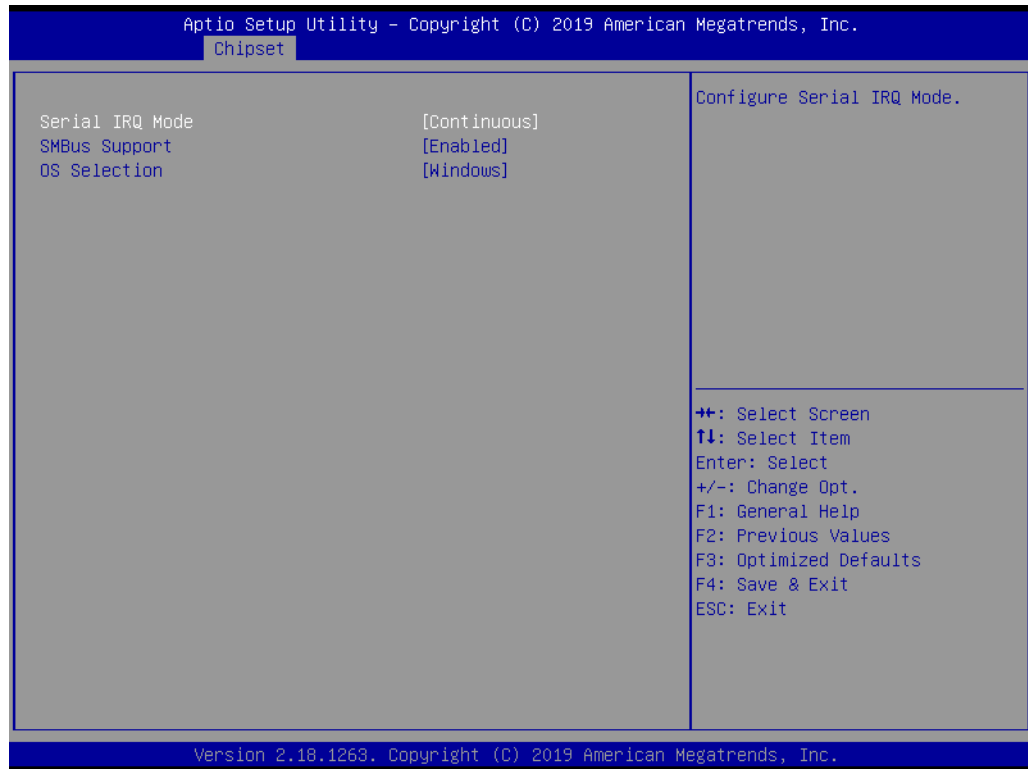 Aptio Setup Utility – Copyright (C) 2019 American Megatrends, Inc.
Chipset
Serial IRQ Mode [Continuous]
SMBus Support [Enabled]
OS Selection [Windows]
Configure Serial IRQ Mode.
→←: Select Screen
↑↓: Select Item
Enter: Select
+/-: Change Opt.
F1: General Help
F2: Previous Values
F3: Optimized Defaults
F4: Save & Exit
ESC: Exit
Version 2.18.1263. Copyright (C) 2019 American Megatrends, Inc.